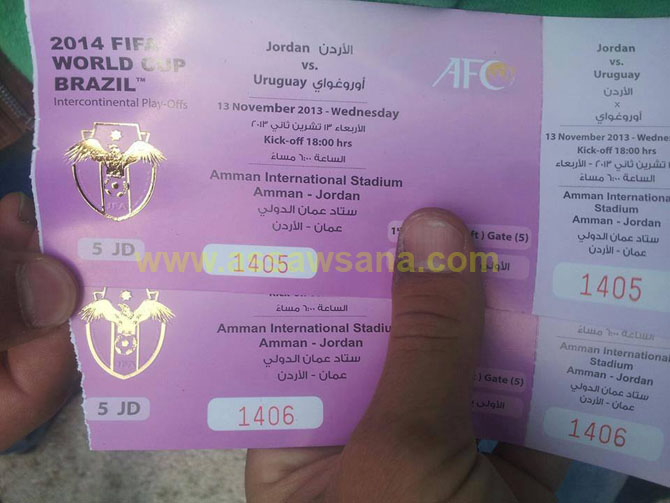 2014 FIFA
WORLD CUP
BRAZIL™
Intercontinental Play-Offs
5 JD
Jordan الأردن
vs.
Uruguay أوروغواي
13 November 2013 - Wednesday
الأربعاء ١٣ تشرين ثاني ٢٠١٣
Kick-off 18:00 hrs
الساعة ٦:٠٠ مساءً
Amman International Stadium
Amman - Jordan
ستاد عمان الدولي
عمان - الأردن
1405
AFC
Gate (5)
Jordan
vs.
Uruguay
الأردن
x
أوروغواي
13 November 2013 - Wednesday
الأربعاء - ١٣ تشرين ثاني ٢٠١٣
Kick-off 18:00 hrs
الساعة ٦:٠٠ مساءً
Amman International
Stadium
Amman - Jordan
ستاد عمان الدولي
عمان - الأردن
1405
5 JD
الساعة ٦:٠٠ مساءً
Amman International Stadium
Amman - Jordan
ستاد عمان الدولي
عمان - الأردن
1406
) Gate (5)
الساعة ٦:٠٠ مساءً
Amman International
Stadium
Amman - Jordan
ستاد عمان الدولي
عمان - الأردن
1406